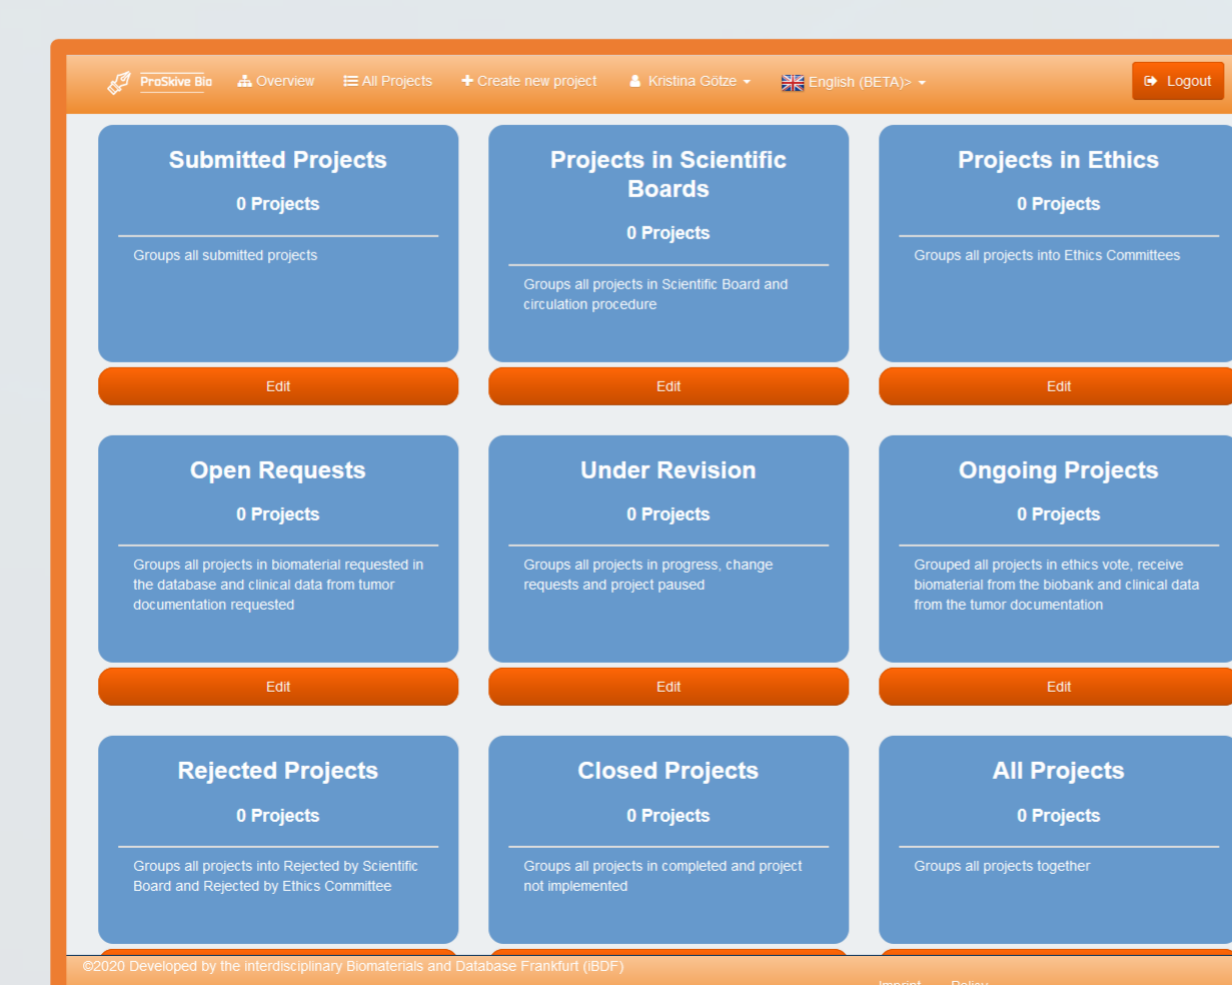 ProSkive Bio Overview All Projects Create new project Kristina Götze English (BETA)> Logout
Submitted Projects
0 Projects
Groups all submitted projects
Edit
Projects in Scientific
Boards
0 Projects
Groups all projects in Scientific Board and
circulation procedure
Edit
Projects in Ethics
0 Projects
Groups all projects into Ethics Committees
Edit
Open Requests
0 Projects
Groups all projects in biomaterial requested in
the database and clinical data from tumor
documentation requested
Edit
Under Revision
0 Projects
Groups all projects in progress, change
requests and project paused
Edit
Ongoing Projects
0 Projects
Grouped all projects in ethics vote, receive
biomaterial from the biobank and clinical data
from the tumor documentation
Edit
Rejected Projects
0 Projects
Groups all projects into Rejected by Scientific
Board and Rejected by Ethics Committee
Closed Projects
0 Projects
Groups all projects in completed and project
not implemented
All Projects
0 Projects
Groups all projects together
©2020 Developed by the interdisciplinary Biomaterials and Database Frankfurt (iBDF)
Imprint Policy